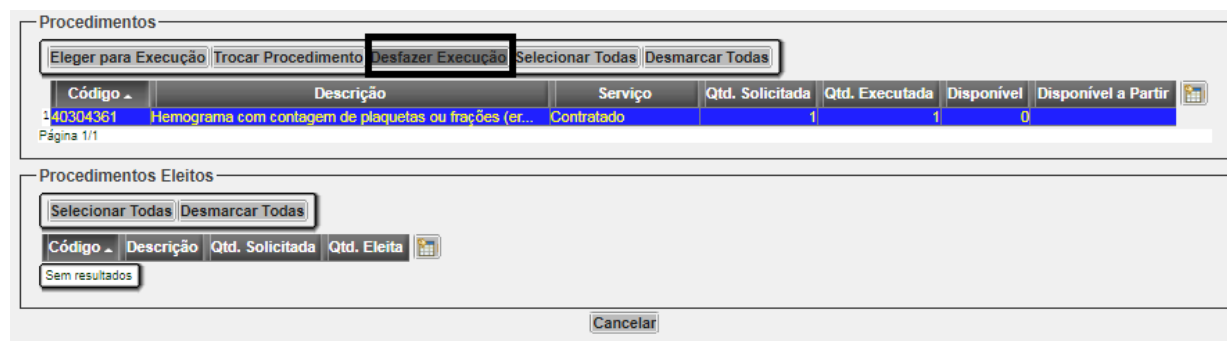 Procedimentos
Eleger para Execução Trocar Procedimento Desfazer Execução Selecionar Todas Desmarcar Todas
Código Descrição Serviço Qtd. Solicitada Qtd. Executada Disponível Disponível a Partir
1 40304361 Hemograma com contagem de plaquetas ou frações (er... Contratado 1 1 0
Página 1/1
Procedimentos Eleitos
Selecionar Todas Desmarcar Todas
Código Descrição Qtd. Solicitada Qtd. Eleita
Sem resultados
Cancelar